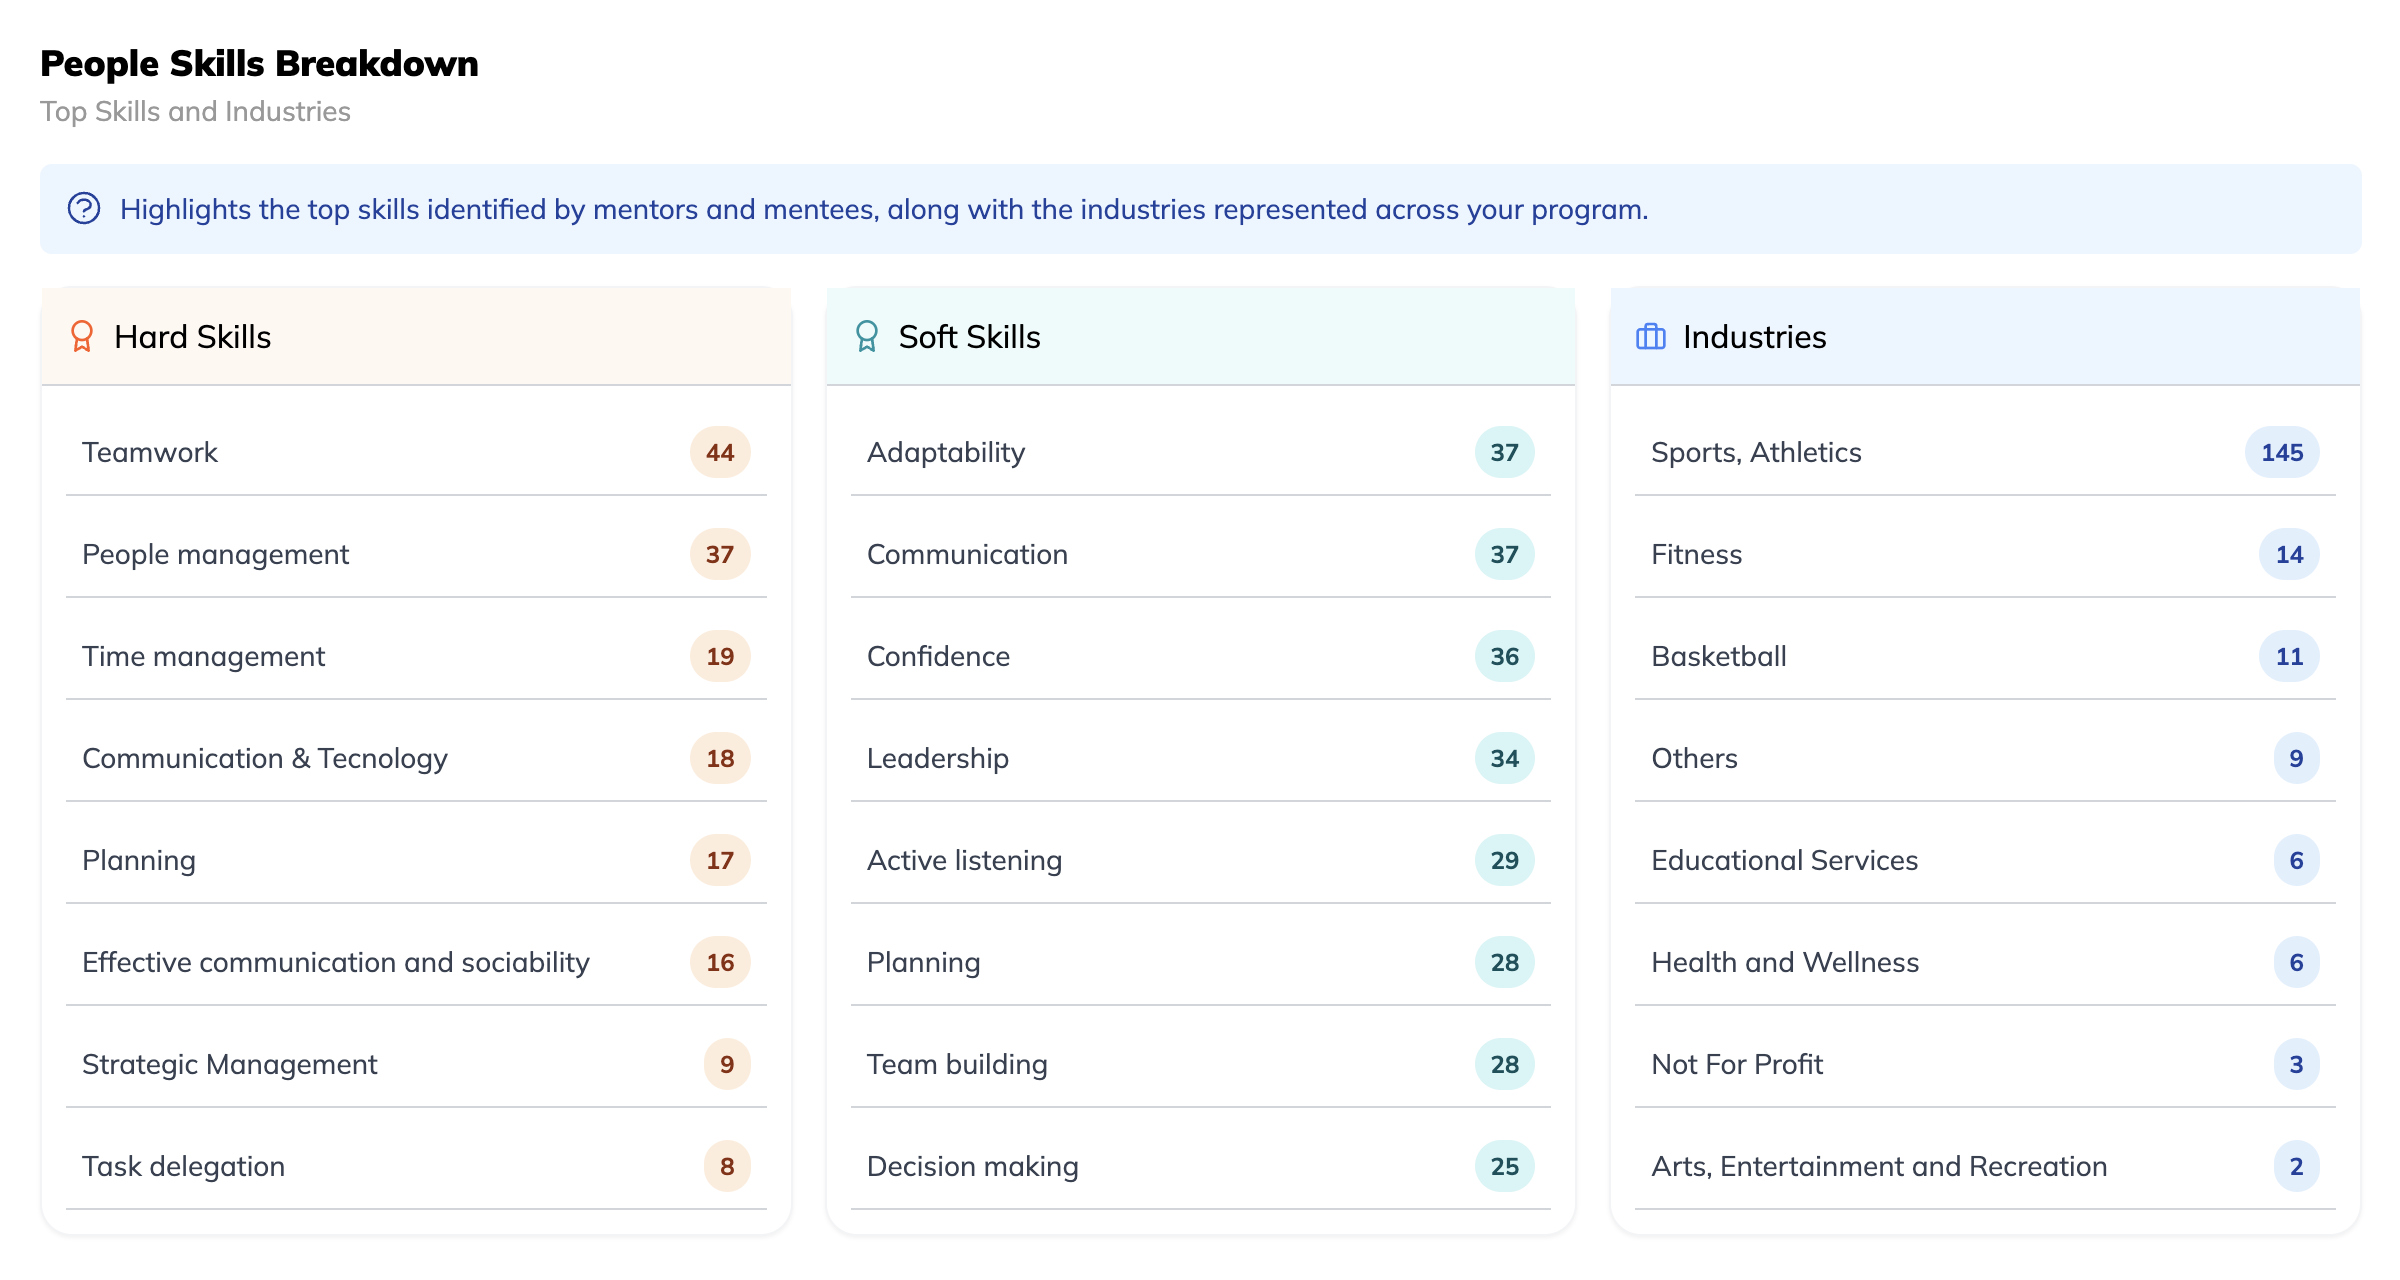 People Skills Breakdown
Top Skills and Industries
Highlights the top skills identified by mentors and mentees, along with the industries represented across your program.
Hard Skills
Teamwork 44
People management 37
Time management 19
Communication & Tecnology 18
Planning 17
Effective communication and sociability 16
Strategic Management 9
Task delegation 8
Soft Skills
Adaptability 37
Communication 37
Confidence 36
Leadership 34
Active listening 29
Planning 28
Team building 28
Decision making 25
Industries
Sports, Athletics 145
Fitness 14
Basketball 11
Others 9
Educational Services 6
Health and Wellness 6
Not For Profit 3
Arts, Entertainment and Recreation 2